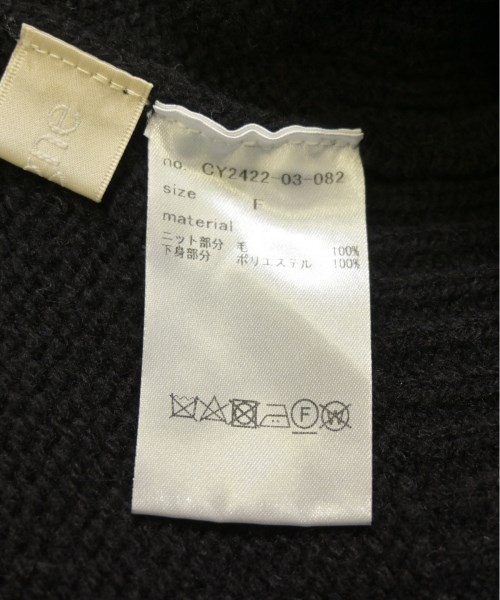 no. CY2422-03-082
size F
material
ニット部分 毛 100%
下身部分 ポリエステル 100%
F W